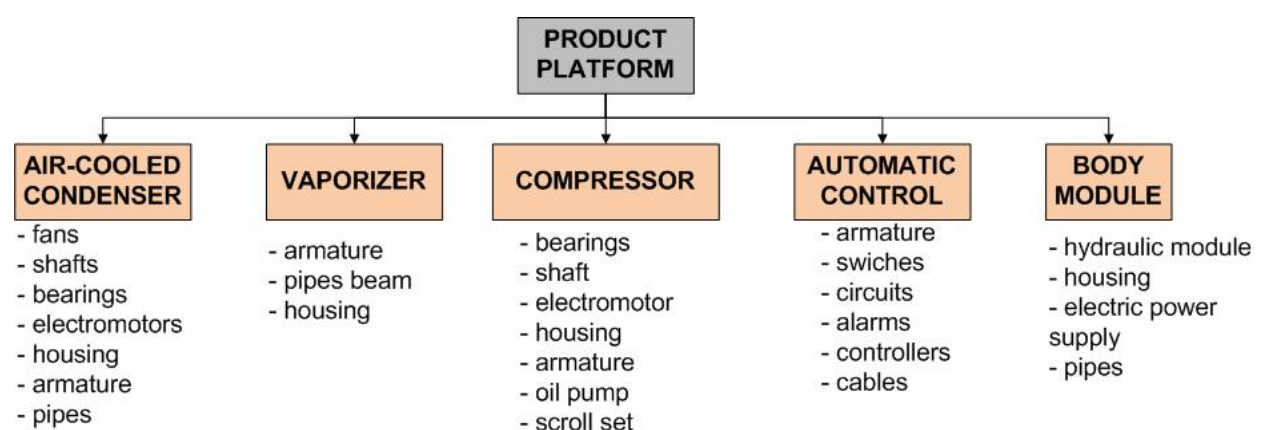 PRODUCT
PLATFORM
AIR-COOLED
CONDENSER
- fans
- shafts
- bearings
- electromotors
- housing
- armature
- pipes
VAPORIZER
- armature
- pipes beam
- housing
COMPRESSOR
- bearings
- shaft
- electromotor
- housing
- armature
- oil pump
- scroll set
AUTOMATIC
CONTROL
- armature
- swiches
- circuits
- alarms
- controllers
- cables
BODY
MODULE
- hydraulic module
- housing
- electric power
supply
- pipes